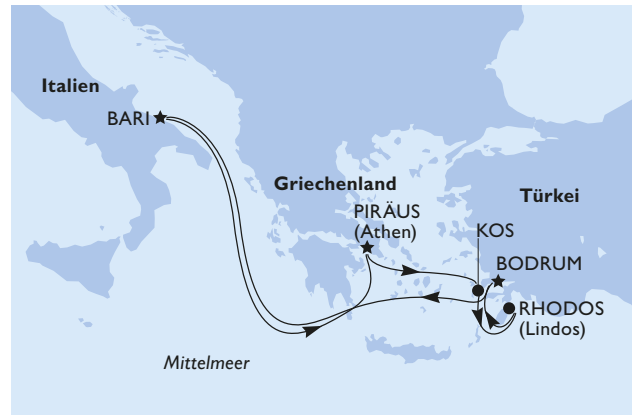 Italien
BARI
Griechenland
PIRÄUS
(Athen)
Türkei
KOS
BODRUM
RHODOS
(Lindos)
Mittelmeer